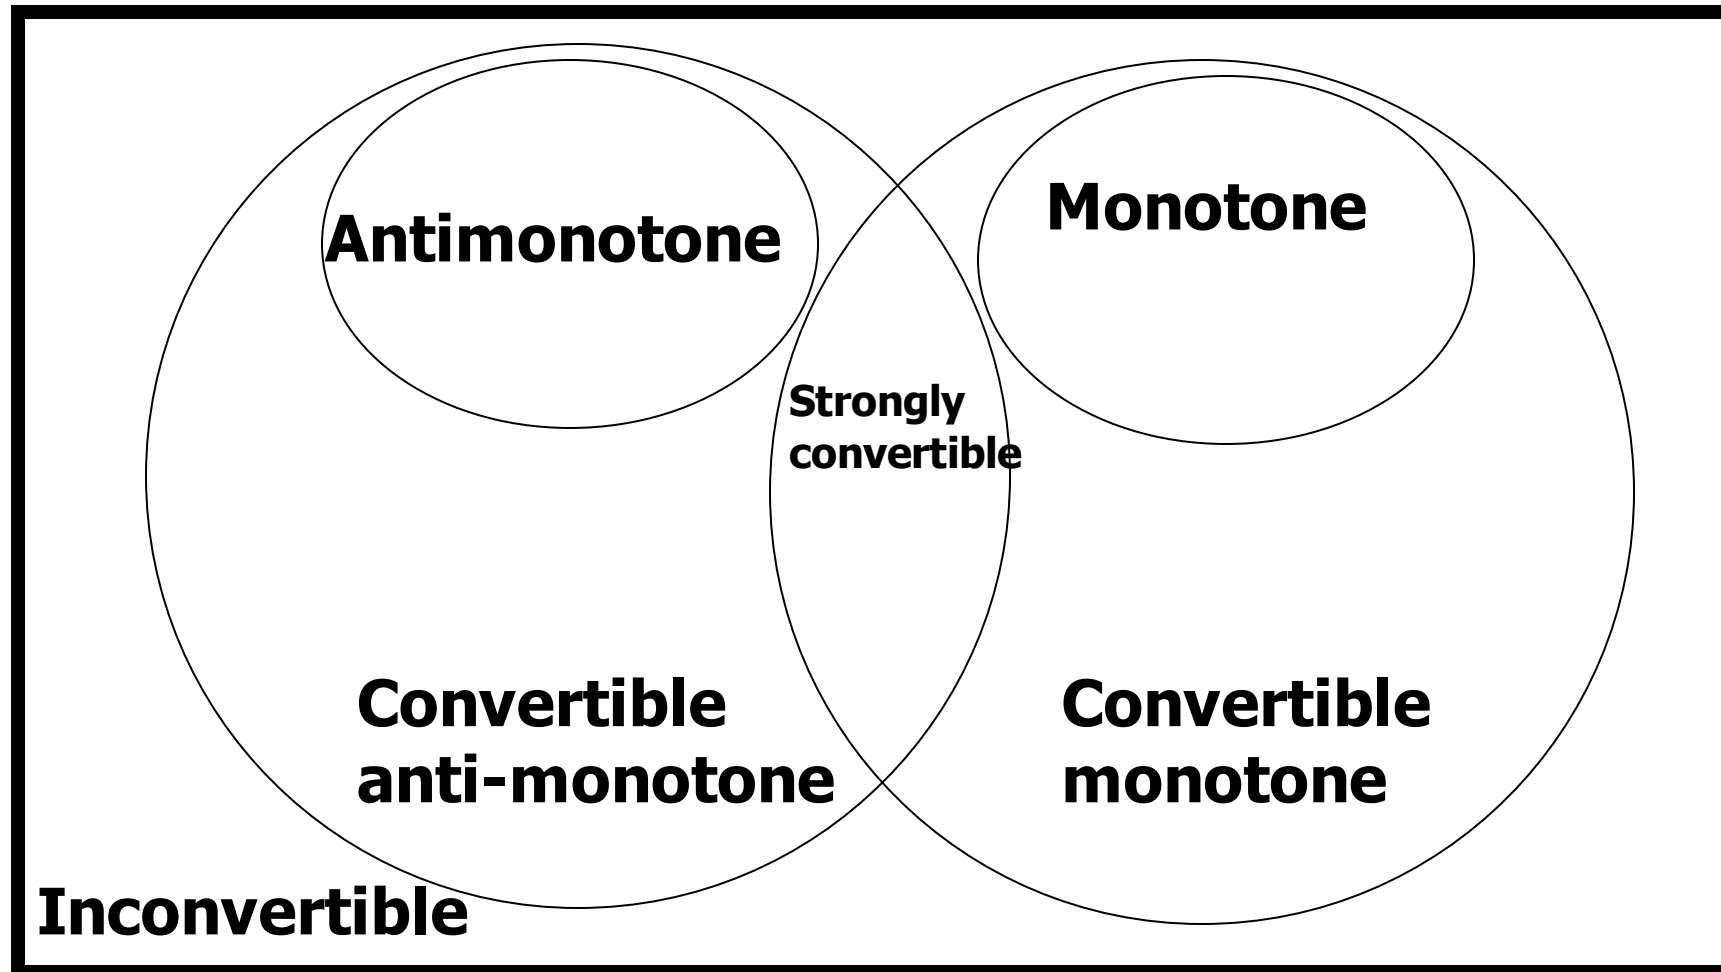 Antimonotone
Monotone
Strongly
convertible
Convertible
anti-monotone
Convertible
monotone
Inconvertible